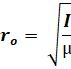 r_o = √(I/μ